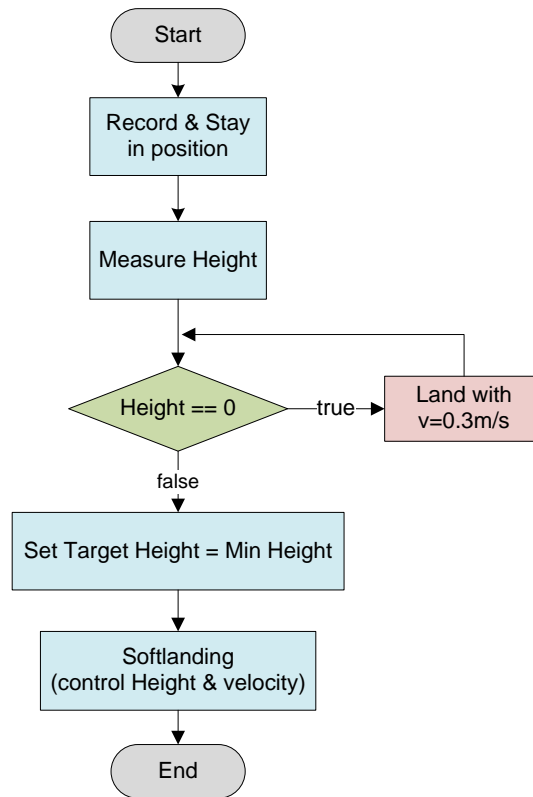 Start
Record & Stay
in position
Measure Height
Height == 0
true
Land with
v=0.3m/s
false
Set Target Height = Min Height
Softlanding
(control Height & velocity)
End